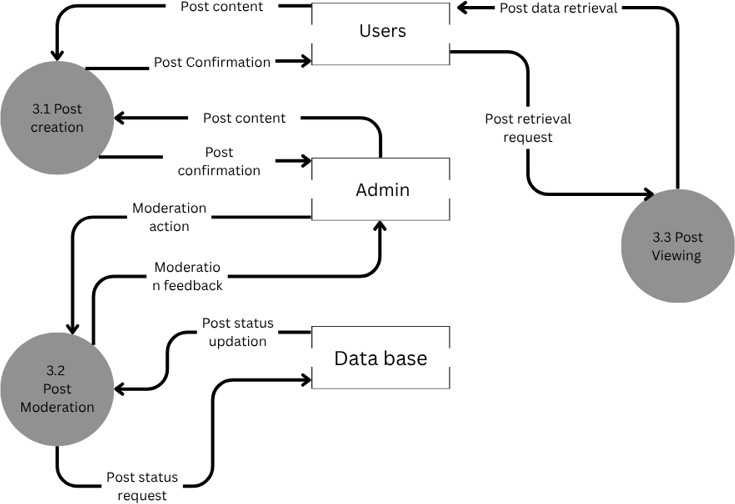 Post content
Users
Post data retrieval
Post Confirmation
3.1 Post
creation
Post content
Post retrieval
request
Post
confirmation
Admin
Moderation
action
3.3 Post
Viewing
Moderatio
n feedback
Post status
updation
Data base
3.2
Post
Moderation
Post status
request